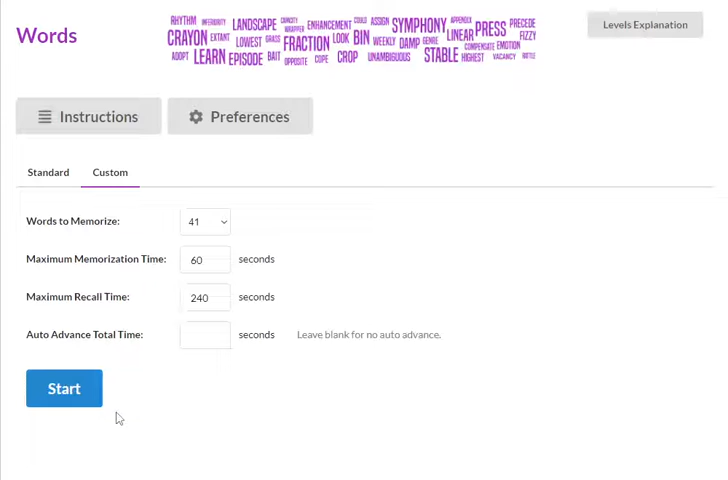 Words
RHYTHM INFIRMITY LANDSCAPE CAPACITY WRAPPER ENHANCEMENT COULD ASSIGN SYMPHONY APPENDIX PRESS PRECEDE
CRAYON EXTANT LOWEST GRASS FRACTION LOOK BIN WEEKLY DAMP GENRE LINEAR COMPENSATE EMOTION FIZZY
ADOPT LEARN EPISODE BAIT OPPOSITE COPE CROP UNAMBIGUOUS STABLE HIGHEST VACANCY
Levels Explanation
Instructions
Preferences
Standard Custom
Words to Memorize: 41
Maximum Memorization Time: 60 seconds
Maximum Recall Time: 240 seconds
Auto Advance Total Time: seconds Leave blank for no auto advance.
Start